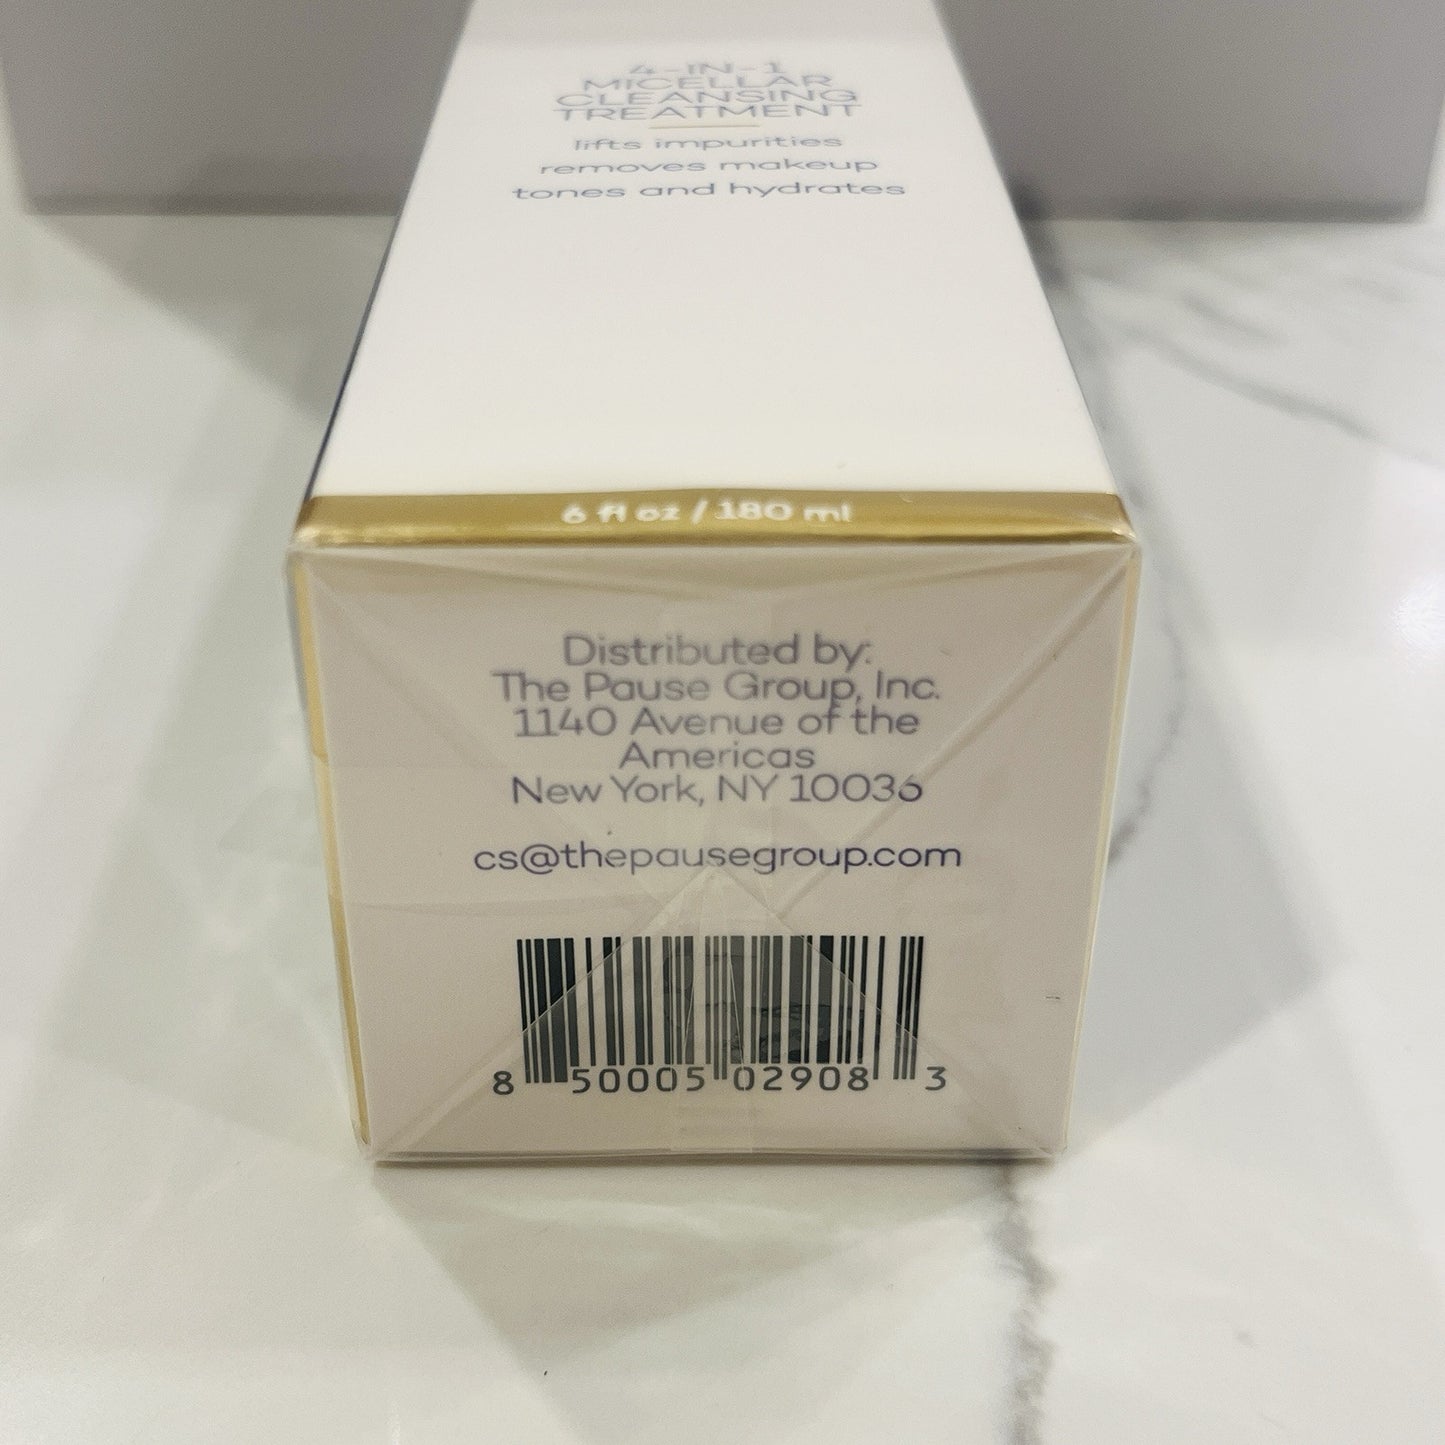 4-IN-1
MICELLAR
CLEANSING
TREATMENT
lifts impurities
removes makeup
tones and hydrates
6 fl oz / 180 ml
Distributed by:
The Pause Group, Inc.
1140 Avenue of the
Americas
New York, NY 10036
cs@thepausegroup.com
8 50005 02908 3